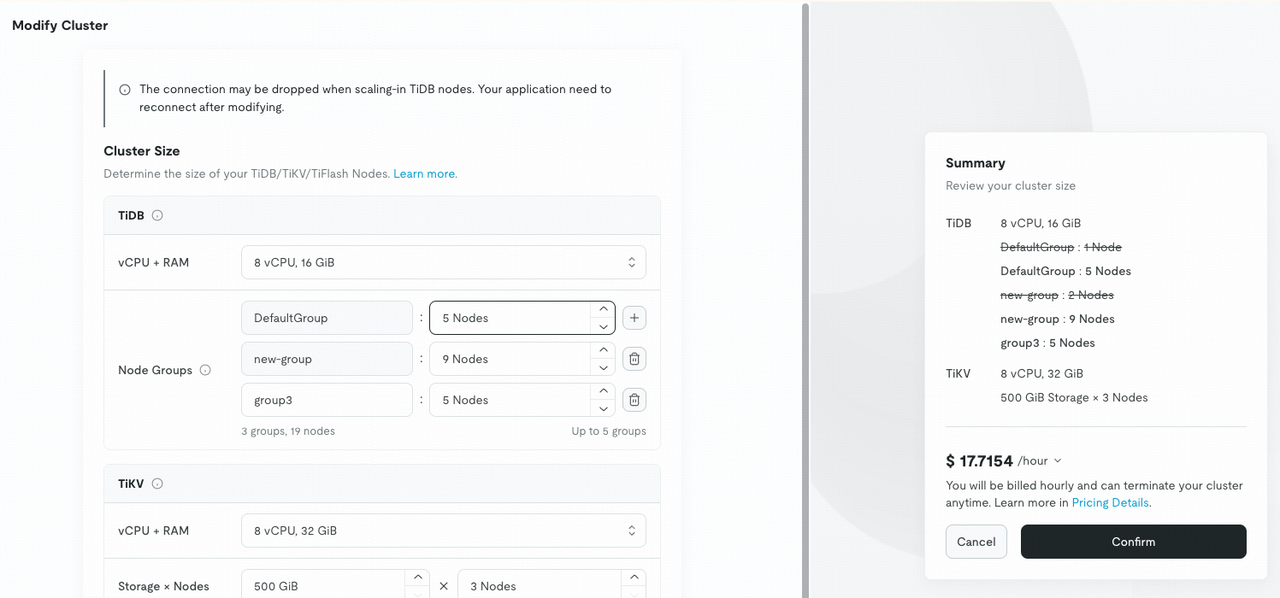 Modify Cluster
The connection may be dropped when scaling-in TiDB nodes. Your application need to
reconnect after modifying.
Cluster Size
Determine the size of your TiDB/TiKV/TiFlash Nodes. Learn more.
TiDB
vCPU + RAM
8 vCPU, 16 GiB
Node Groups
DefaultGroup : 5 Nodes
new-group : 9 Nodes
group3 : 5 Nodes
3 groups, 19 nodes
Up to 5 groups
TiKV
vCPU + RAM
8 vCPU, 32 GiB
Storage × Nodes
500 GiB × 3 Nodes
Summary
Review your cluster size
TiDB 8 vCPU, 16 GiB
DefaultGroup : 1 Node
DefaultGroup : 5 Nodes
new-group : 2 Nodes
new-group : 9 Nodes
group3 : 5 Nodes
TiKV 8 vCPU, 32 GiB
500 GiB Storage × 3 Nodes
$ 17.7154 /hour
You will be billed hourly and can terminate your cluster
anytime. Learn more in Pricing Details.
Cancel
Confirm